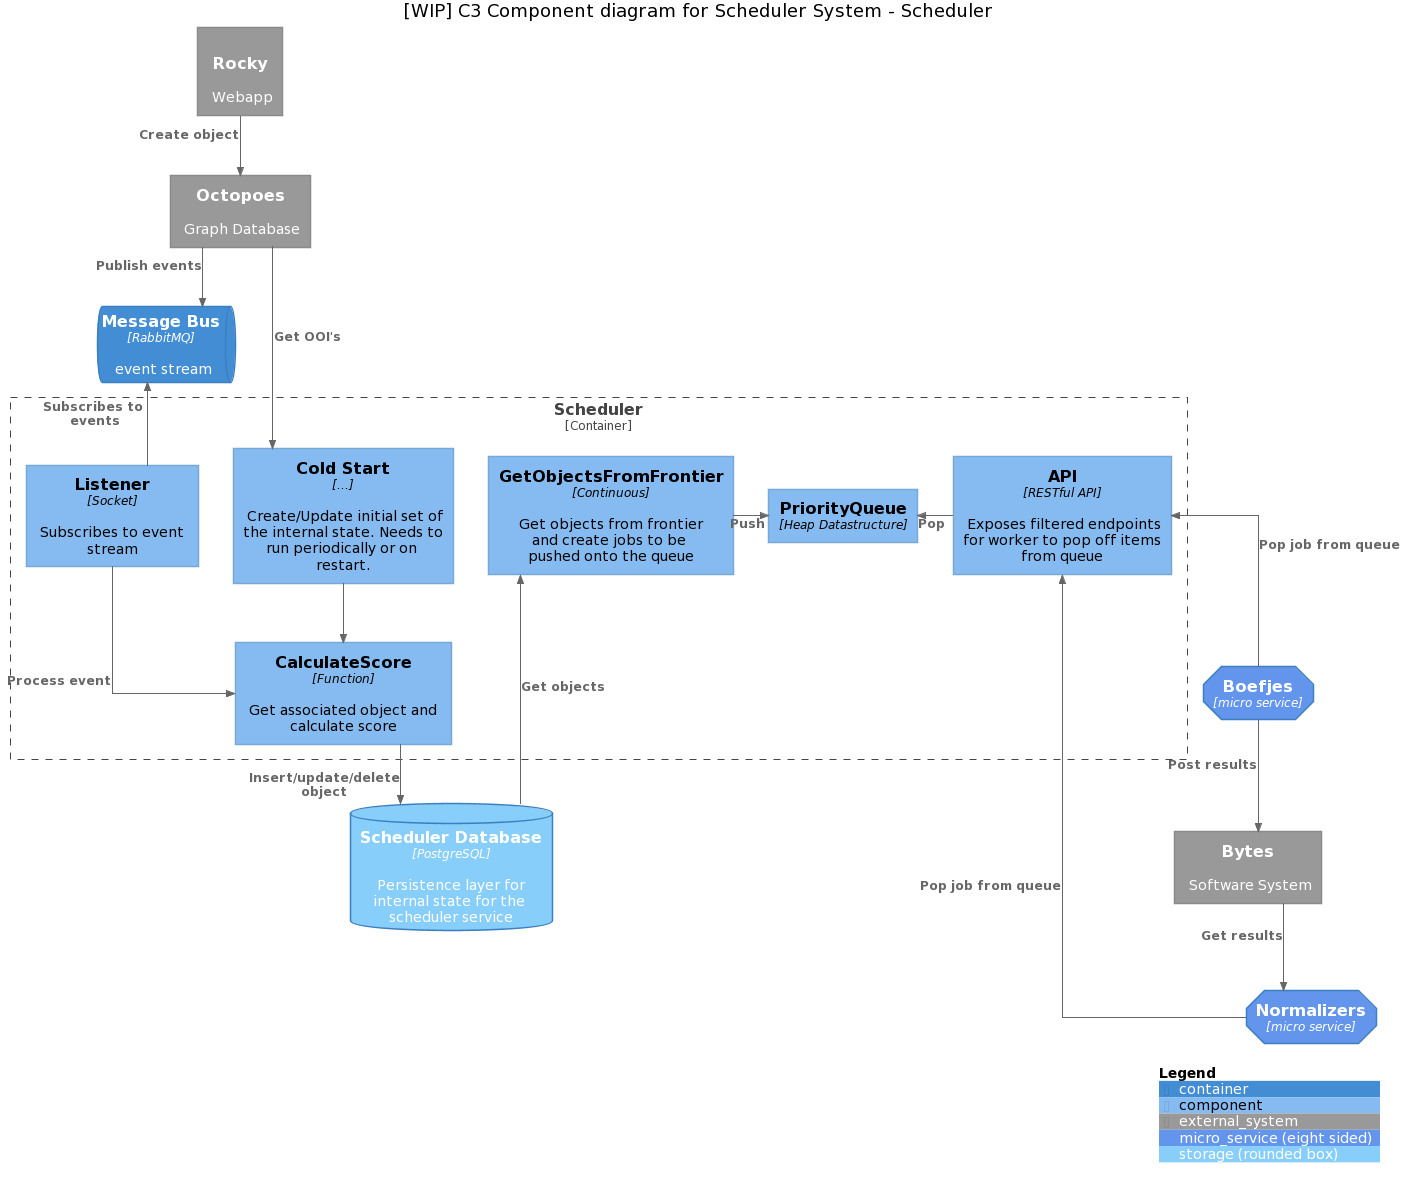 [WIP] C3 Component diagram for Scheduler System - Scheduler
Rocky
Webapp
Create object
Octopoes
Graph Database
Publish events
Get OOI's
Message Bus
[RabbitMQ]
event stream
Subscribes to
events
Scheduler
[Container]
Listener
[Socket]
Subscribes to event
stream
Cold Start
[...]
Create/Update initial set of
the internal state. Needs to
run periodically or on
restart.
GetObjectsFromFrontier
[Continuous]
Get objects from frontier
and create jobs to be
pushed onto the queue
Push
PriorityQueue
[Heap Datastructure]
Pop
API
[RESTful API]
Exposes filtered endpoints
for worker to pop off items
from queue
Pop job from queue
Process event
CalculateScore
[Function]
Get associated object and
calculate score
Get objects
Boefjes
[micro service]
Insert/update/delete
object
Post results
Scheduler Database
[PostgreSQL]
Persistence layer for
internal state for the
scheduler service
Bytes
Software System
Pop job from queue
Get results
Normalizers
[micro service]
Legend
container
component
external_system
micro_service (eight sided)
storage (rounded box)